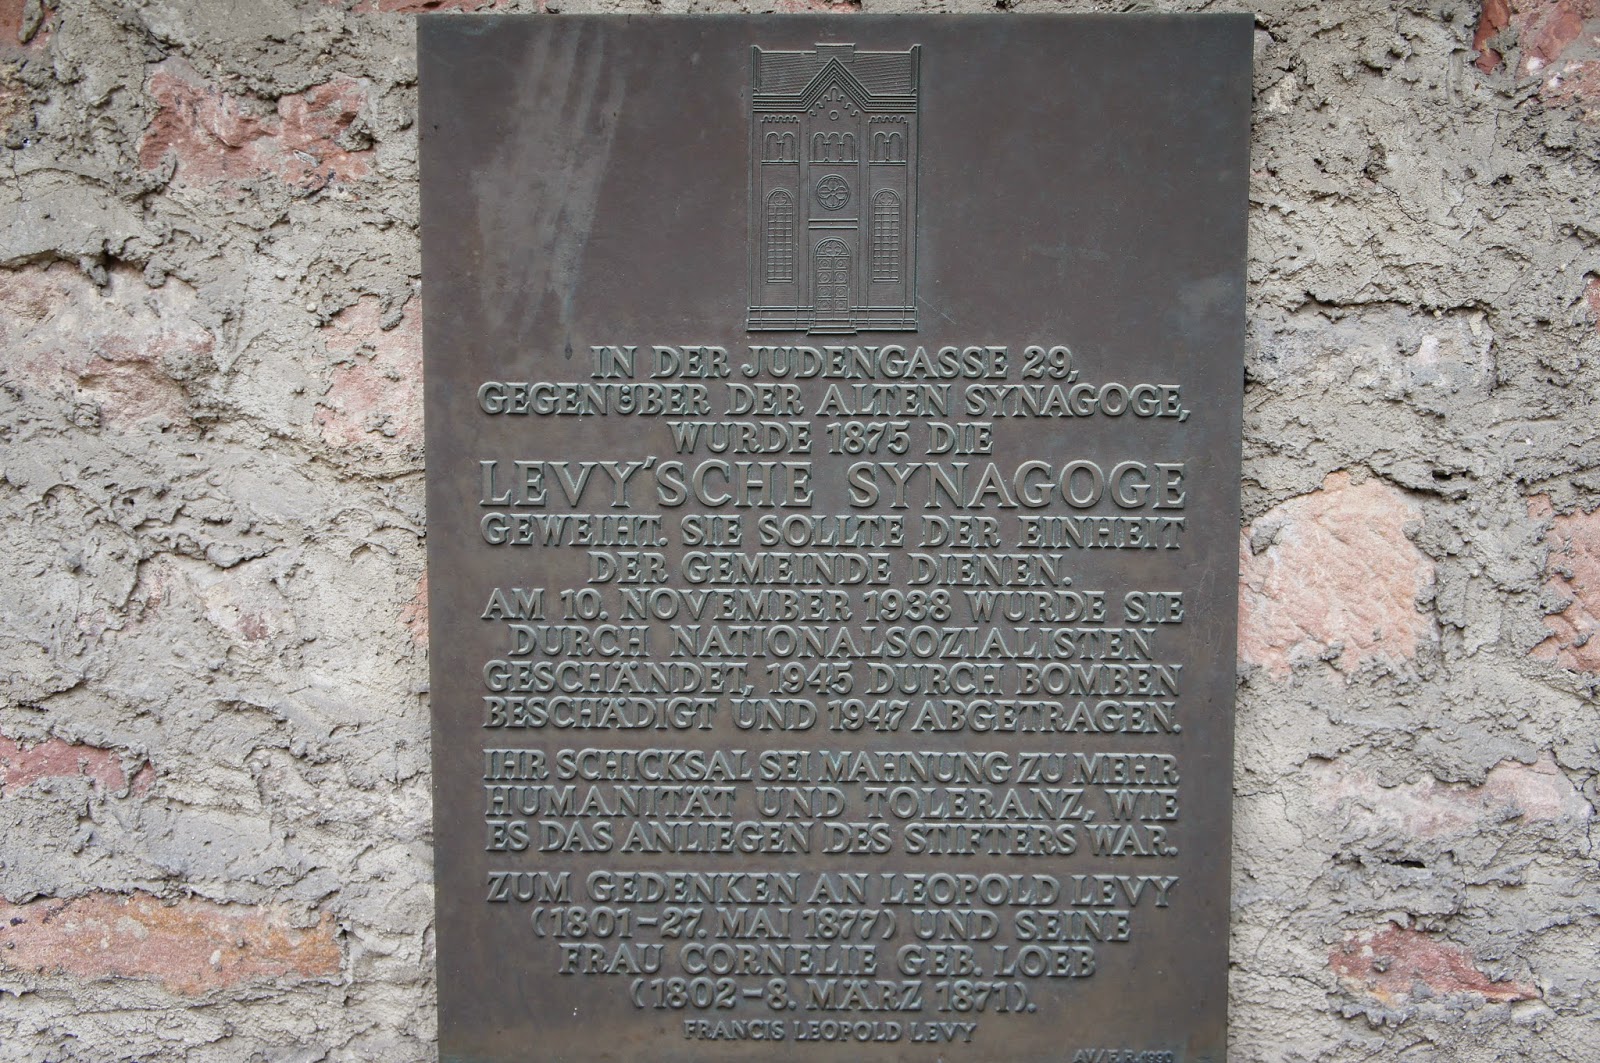 IN DER JUDENGASSE 29,
GEGENÜBER DER ALTEN SYNAGOGE,
WURDE 1875 DIE
LEVY'SCHE SYNAGOGE
GEWEIHT. SIE SOLLTE DER EINHEIT
DER GEMEINDE DIENEN.
AM 10. NOVEMBER 1938 WURDE SIE
DURCH NATIONALSOZIALISTEN
GESCHÄNDET, 1945 DURCH BOMBEN
BESCHÄDIGT UND 1947 ABGETRAGEN.
IHR SCHICKSAL SEI MAHNUNG ZU MEHR
HUMANITÄT UND TOLERANZ, WIE
ES DAS ANLIEGEN DES STIFTERS WAR.
ZUM GEDENKEN AN LEOPOLD LEVY
(1801–27. MAI 1877) UND SEINE
FRAU CORNELIE GEB. LOEB
(1802–8. MÄRZ 1871).
FRANCIS LEOPOLD LEVY